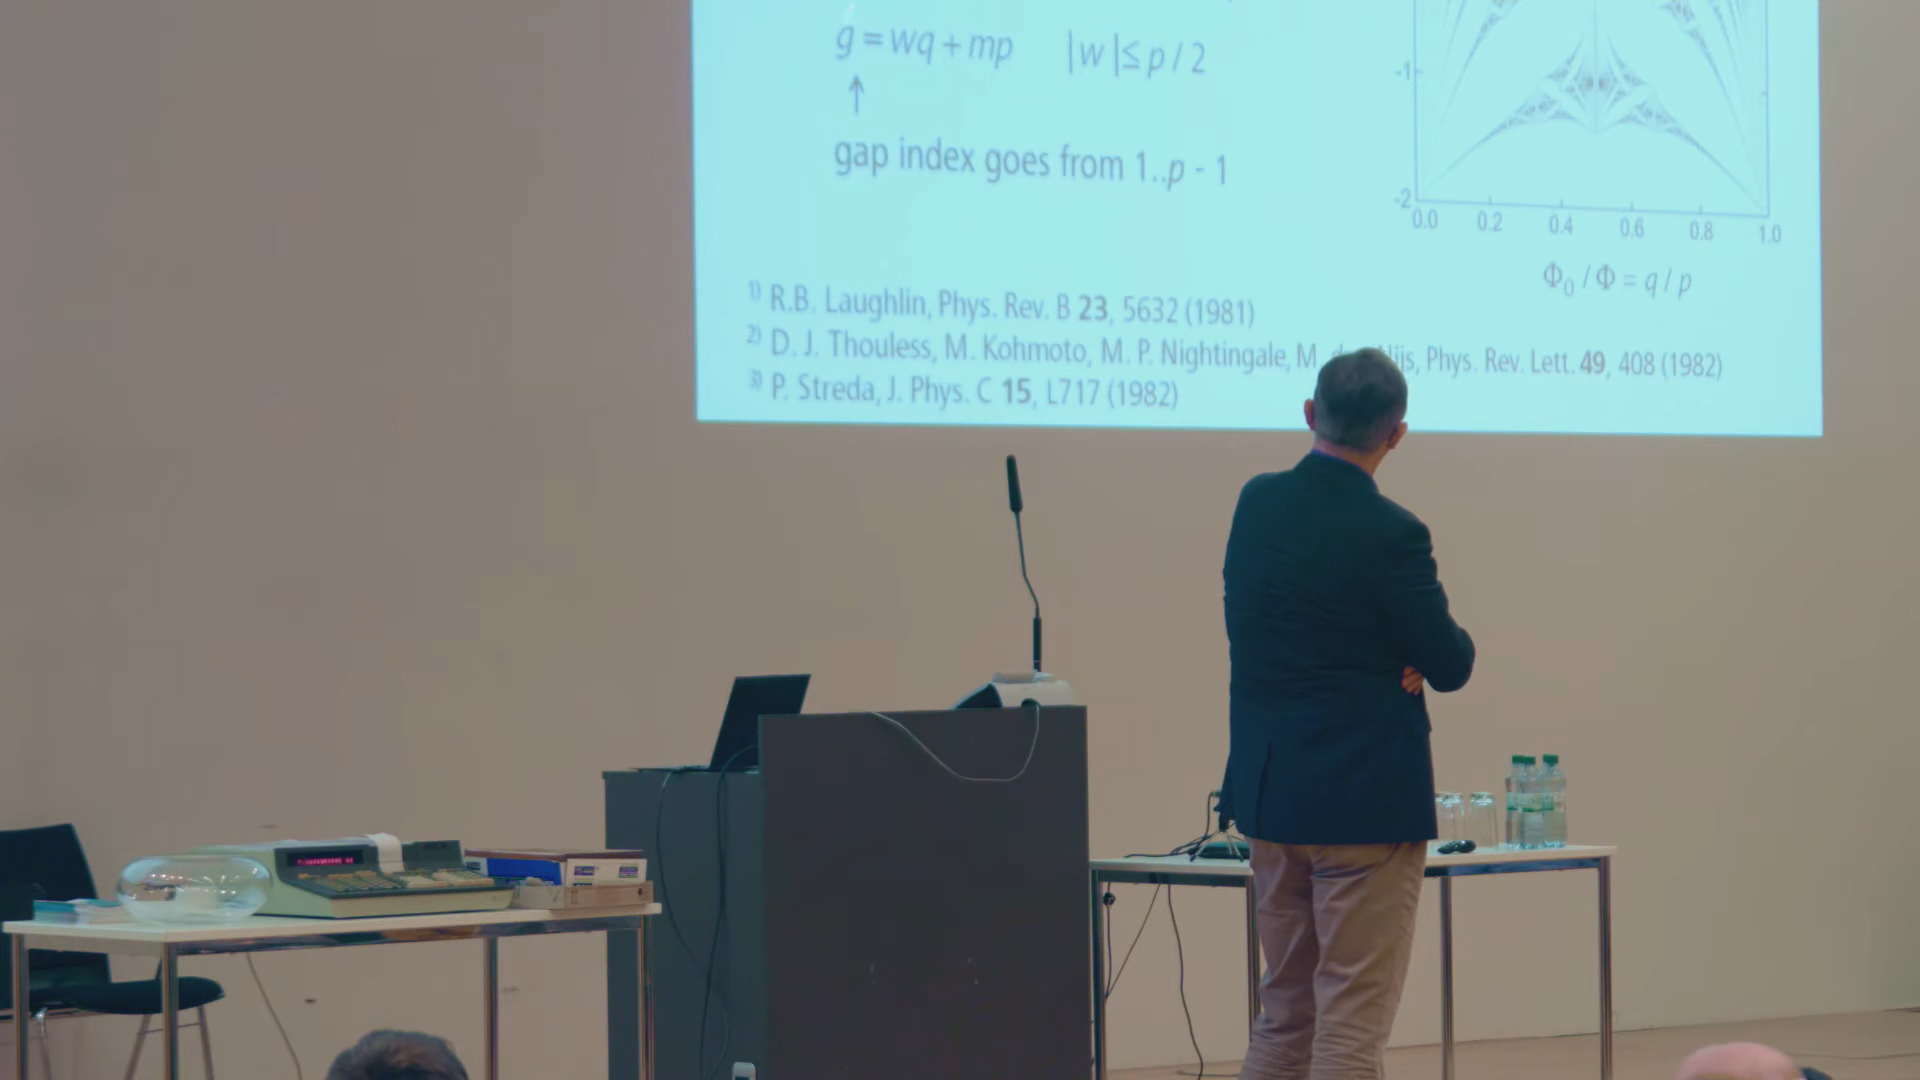 g = wq + mp |w| ≤ p / 2
↑
gap index goes from 1..p - 1
-1
-2
0.0 0.2 0.4 0.6 0.8 1.0
Φ₀ / Φ = q / p
1) R.B. Laughlin, Phys. Rev. B 23, 5632 (1981)
2) D. J. Thouless, M. Kohmoto, M. P. Nightingale, M. Phys. Rev. Lett. 49, 408 (1982)
3) P. Streda, J. Phys. C 15, L717 (1982)